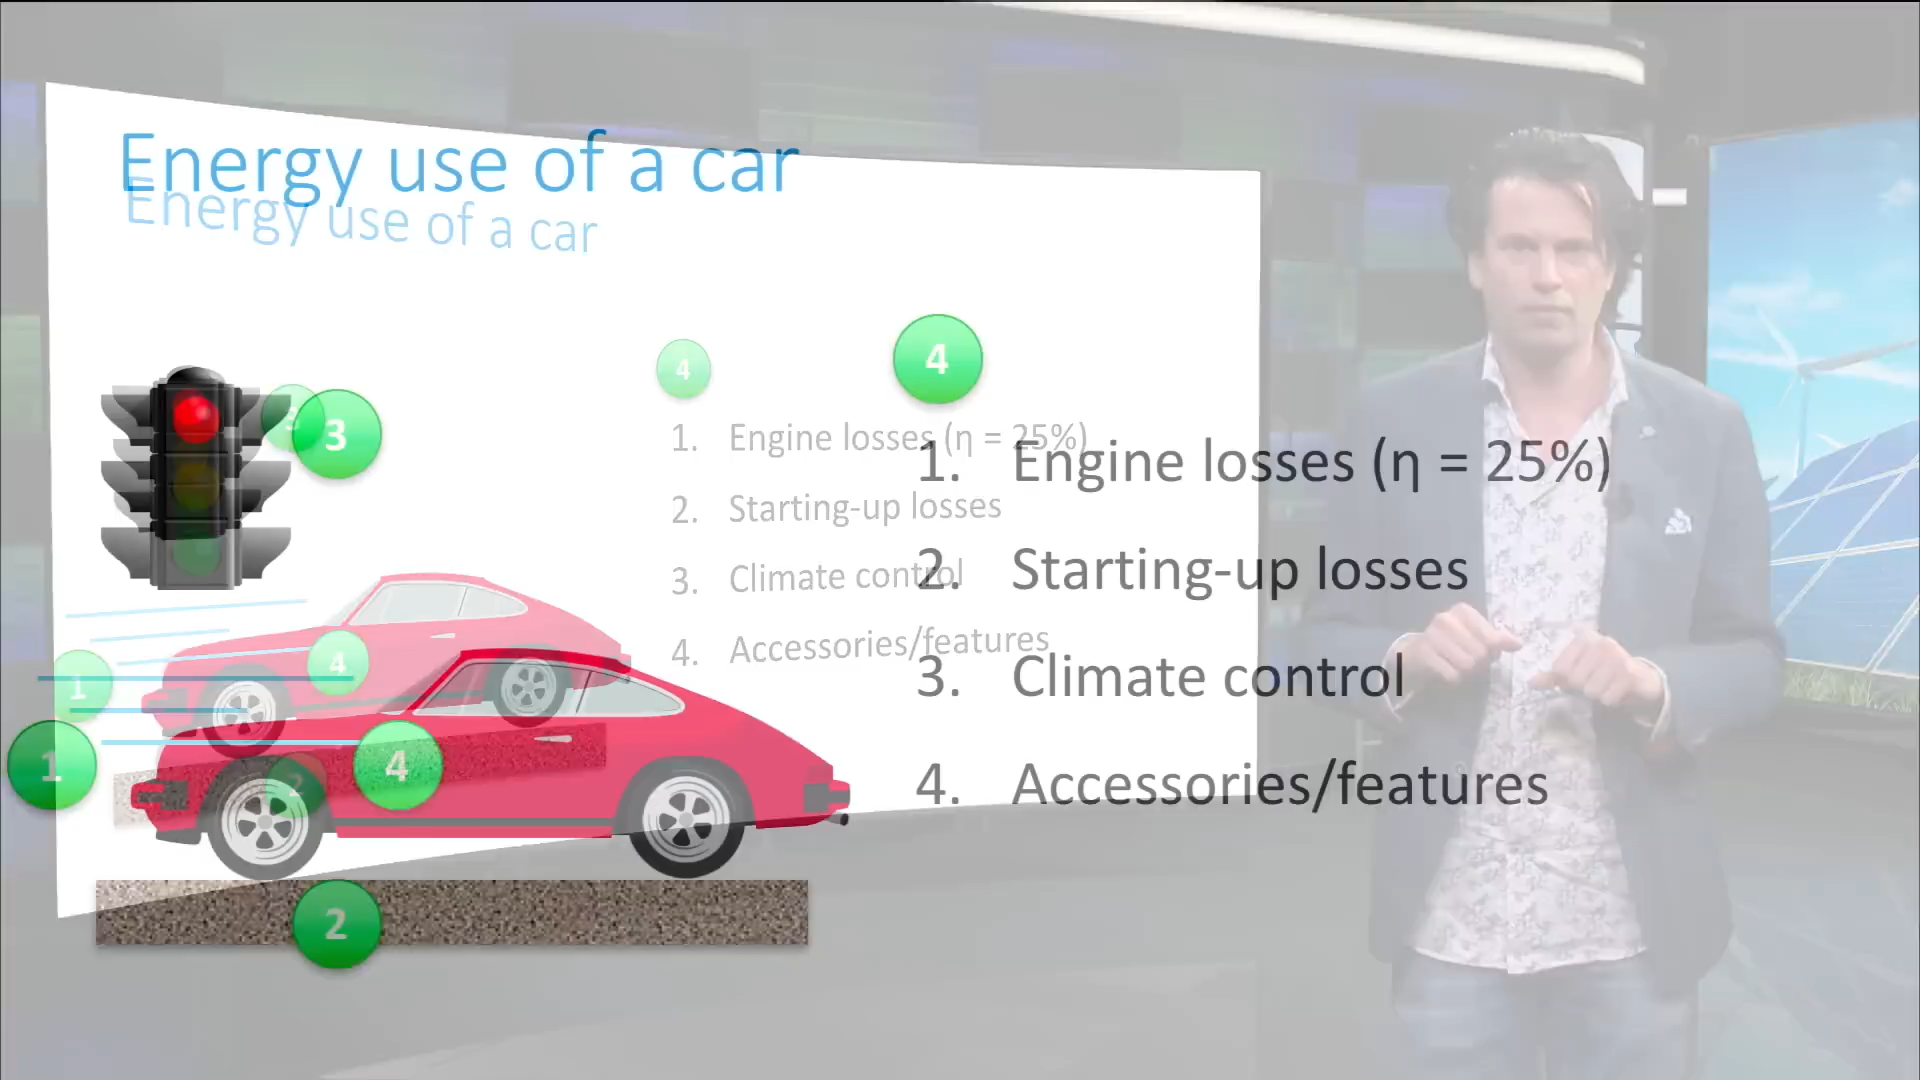 Energy use of a car
Energy use of a car
4
4
3
3
1. Engine losses (η = 25%)
2. Starting-up losses
3. Climate control
4. Accessories/features
1. Engine losses (η = 25%)
2. Starting-up losses
3. Climate control
4. Accessories/features
4
1
1
4
2
2